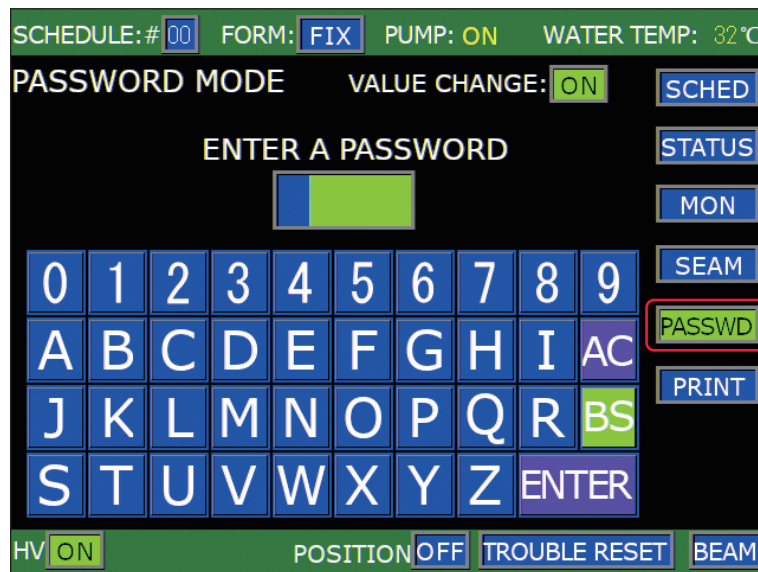 SCHEDULE:# 00 FORM: FIX PUMP: ON WATER TEMP: 32℃
PASSWORD MODE VALUE CHANGE: ON
SCHED
ENTER A PASSWORD
STATUS
MON
SEAM
PASSWD
PRINT
0 1 2 3 4 5 6 7 8 9
A B C D E F G H I AC
J K L M N O P Q R BS
S T U V W X Y Z ENTER
HV ON POSITION OFF TROUBLE RESET BEAM